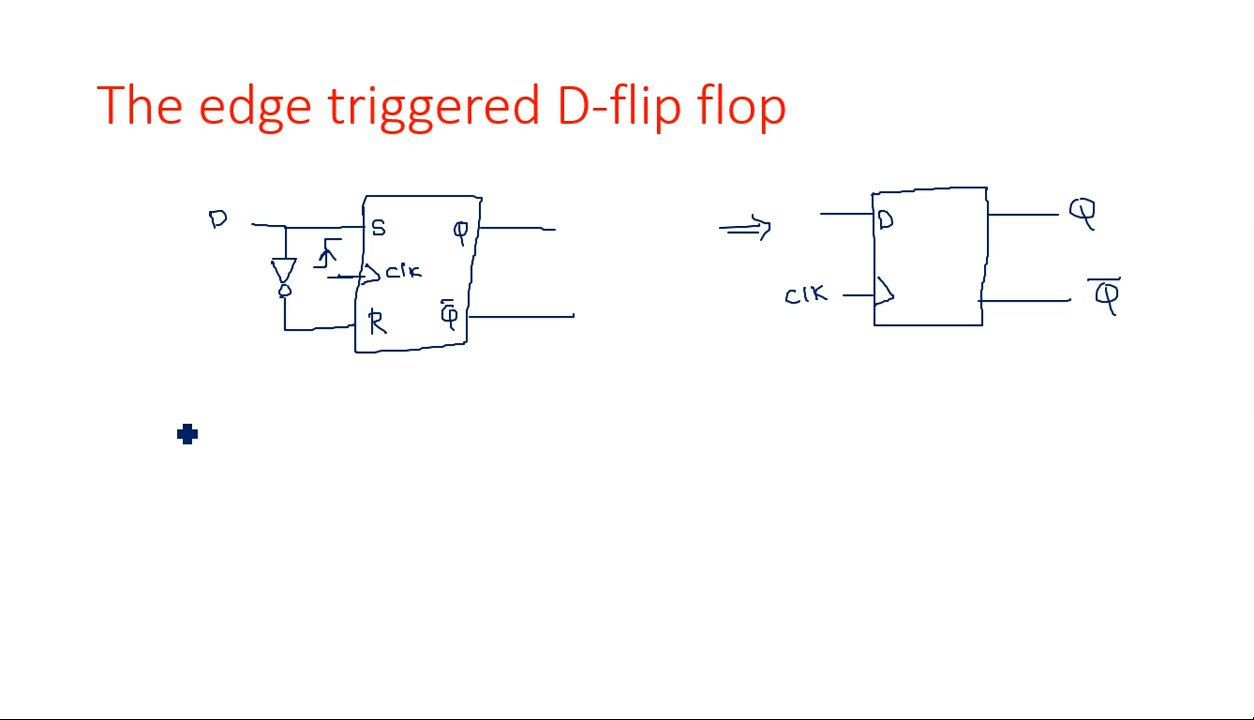 The edge triggered D-flip flop
D
S
Q
clk
R
Q̅
⇒
D
Q
clk
Q̅